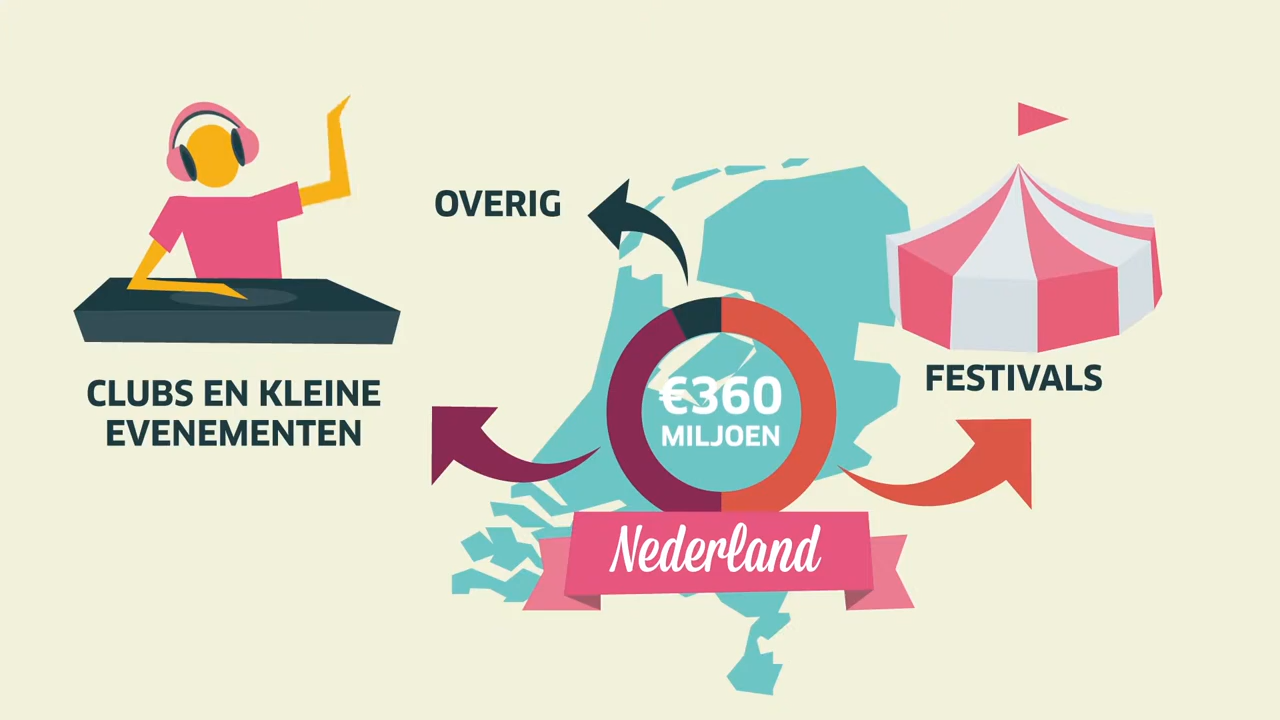 OVERIG
CLUBS EN KLEINE
EVENEMENTEN
€360
MILJOEN
FESTIVALS
Nederland